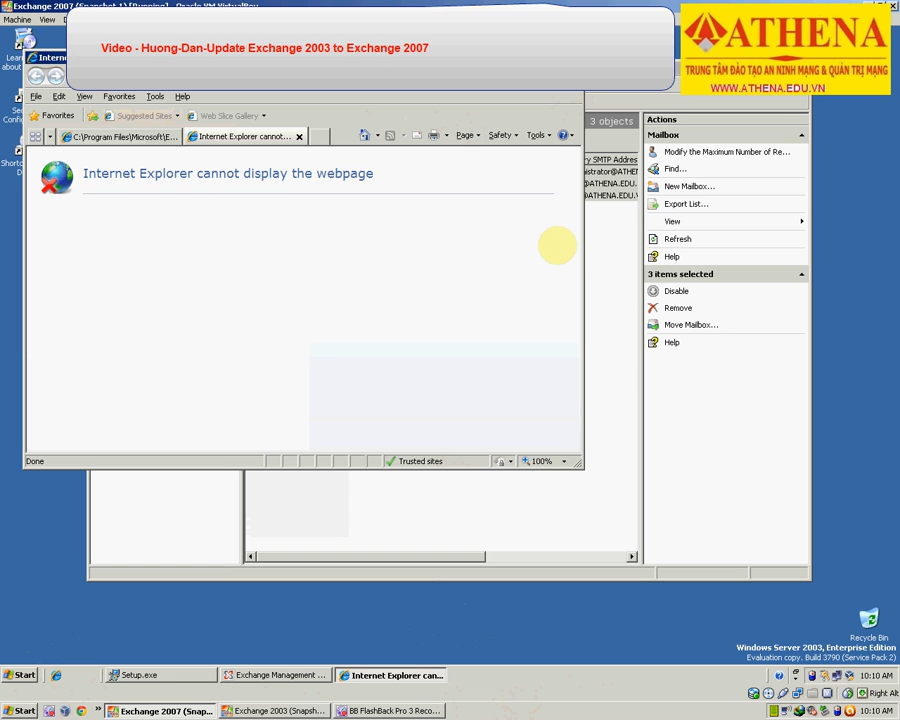 Exchange 2007 (Snapshot 1) [Running] - Oracle VM VirtualBox
Machine View
Video - Huong-Dan-Update Exchange 2003 to Exchange 2007
ATHENA
TRUNG TÂM ĐÀO TẠO AN NINH MẠNG & QUẢN TRỊ MẠNG
WWW.ATHENA.EDU.VN
File Edit View Favorites Tools Help
Favorites Suggested Sites Web Slice Gallery
C:\Program Files\Microsoft\E... Internet Explorer cannot... Page Safety Tools
Internet Explorer cannot display the webpage
3 objects
ry SMTP Addres
nistrator@ATHEN
@ATHENA.EDU.
@ATHENA.EDU.V
Actions
Mailbox
Modify the Maximum Number of Re...
Find...
New Mailbox...
Export List...
View
Refresh
Help
3 items selected
Disable
Remove
Move Mailbox...
Help
Done Trusted sites 100%
Recycle Bin
Windows Server 2003, Enterprise Edition
Evaluation copy. Build 3790 (Service Pack 2)
Start Setup.exe Exchange Management ... Internet Explorer can... 10:10 AM
Right Alt
Start Exchange 2007 (Snap... Exchange 2003 (Snapsh... BB FlashBack Pro 3 Reco... 10:10 AM